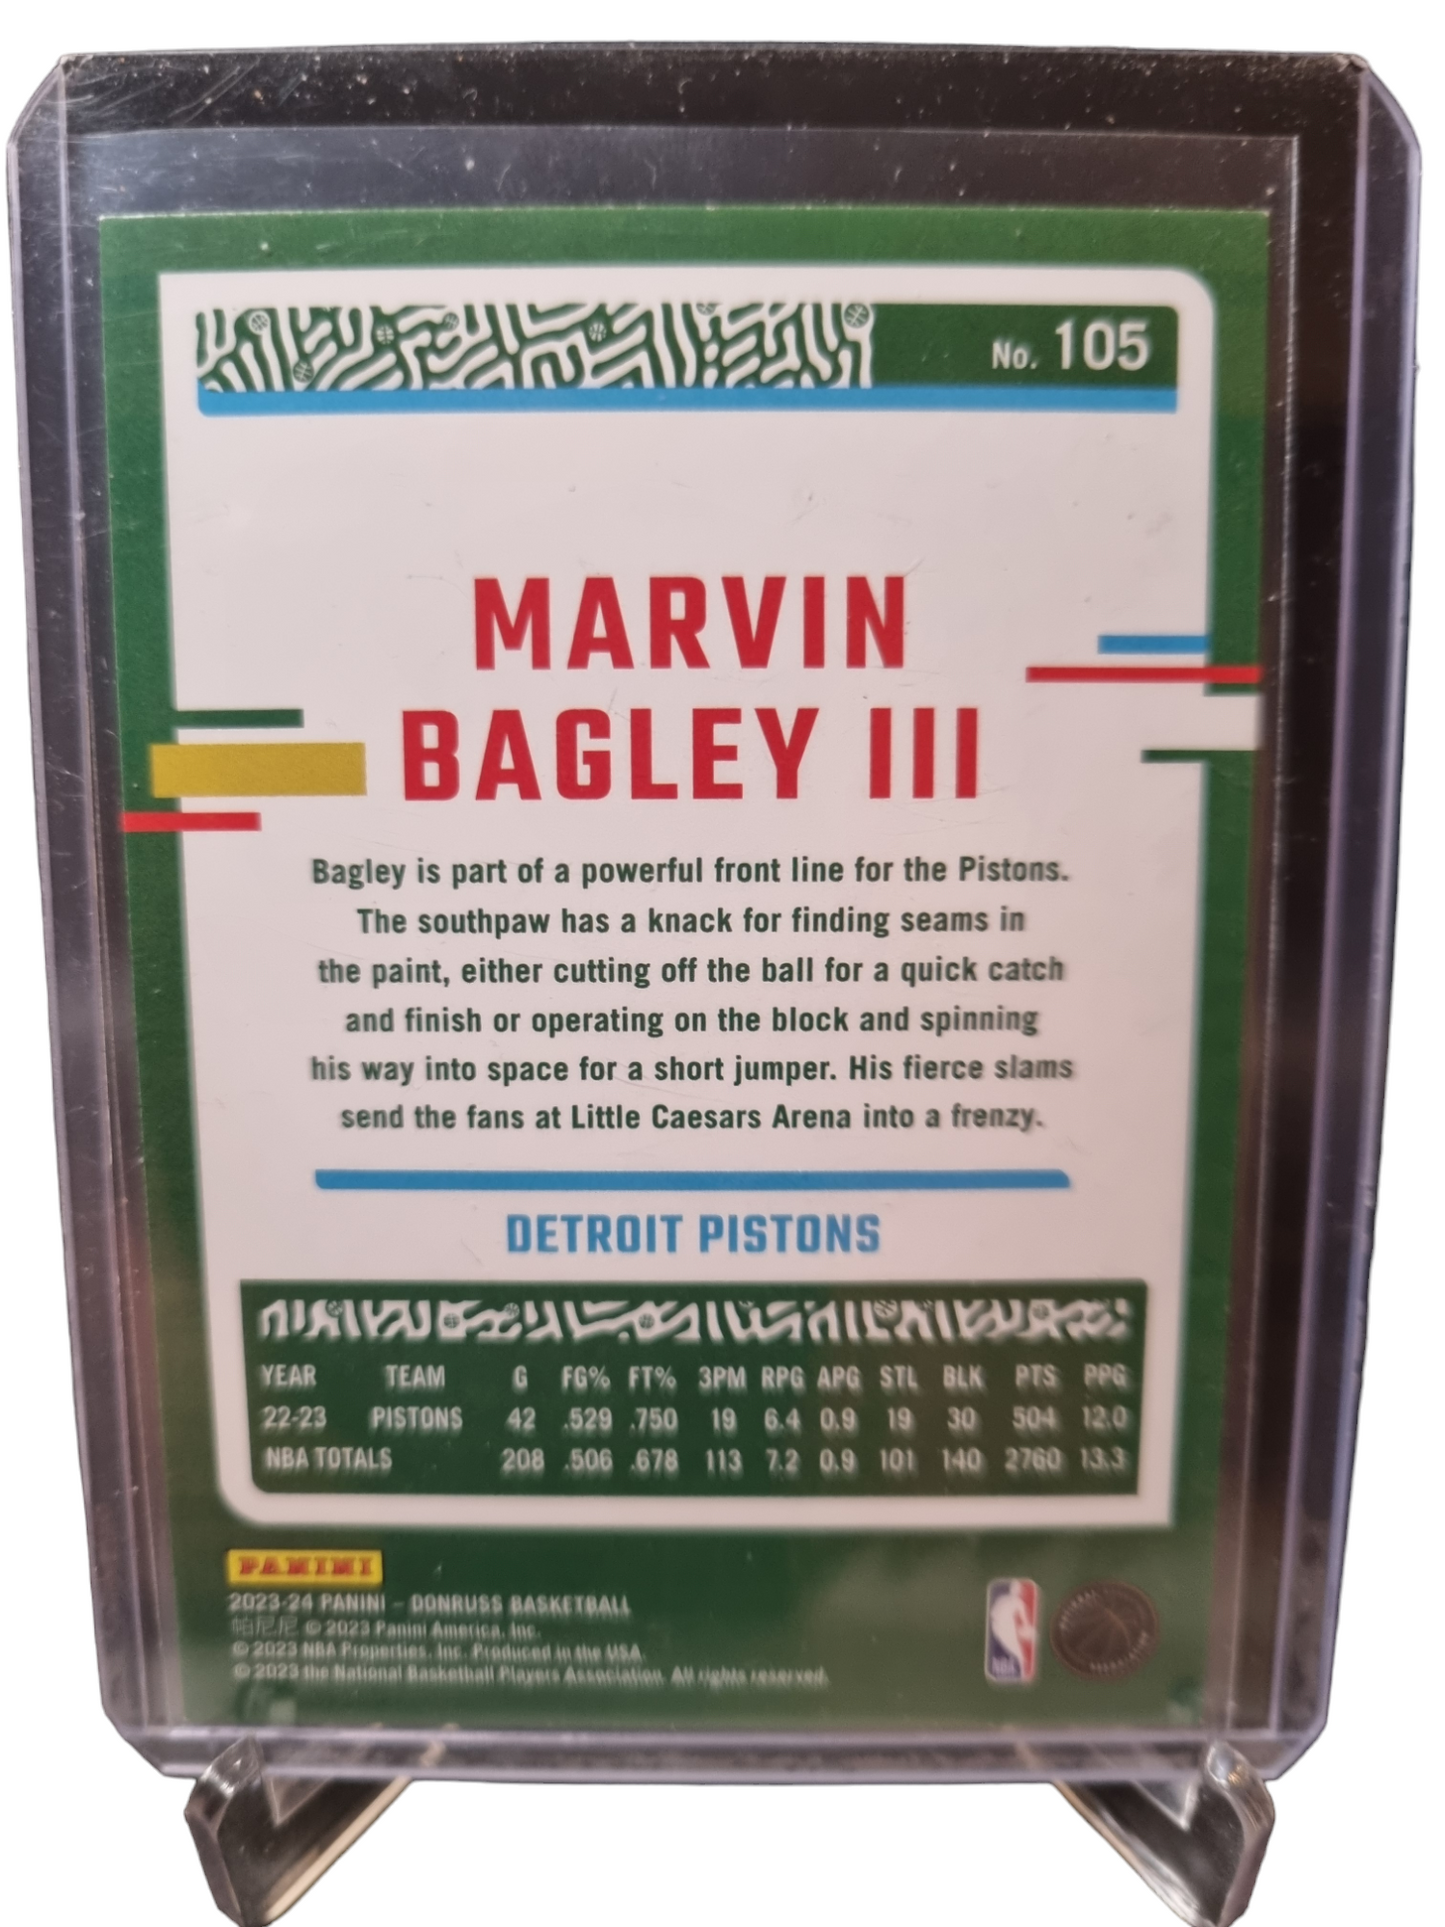 No. 105
MARVIN
BAGLEY III
Bagley is part of a powerful front line for the Pistons.
The southpaw has a knack for finding seams in
the paint, either cutting off the ball for a quick catch
and finish or operating on the block and spinning
his way into space for a short jumper. His fierce slams
send the fans at Little Caesars Arena into a frenzy.
DETROIT PISTONS
YEAR TEAM G FG% FT% 3PM RPG APG STL BLK PTS PPG
22-23 PISTONS 42 .529 .750 19 6.4 0.9 19 30 504 12.0
NBA TOTALS 208 .506 .678 113 7.2 0.9 101 140 2760 13.3
PANINI
2023-24 PANINI – DONRUSS BASKETBALL
帕尼尼 © 2023 Panini America, Inc.
© 2023 NBA Properties, Inc. Produced in the USA.
© 2023 the National Basketball Players Association. All rights reserved.
NBA